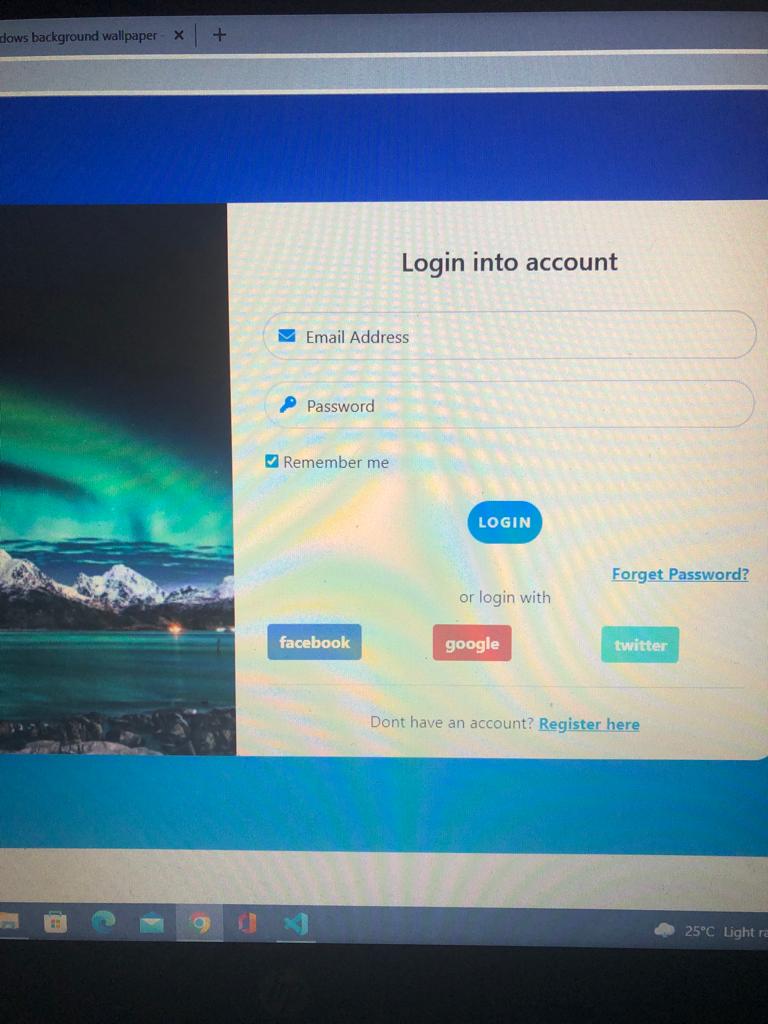 dows background wallpaper
Login into account
Email Address
Password
Remember me
LOGIN
Forget Password?
or login with
facebook
google
twitter
Dont have an account? Register here
25°C Light ra